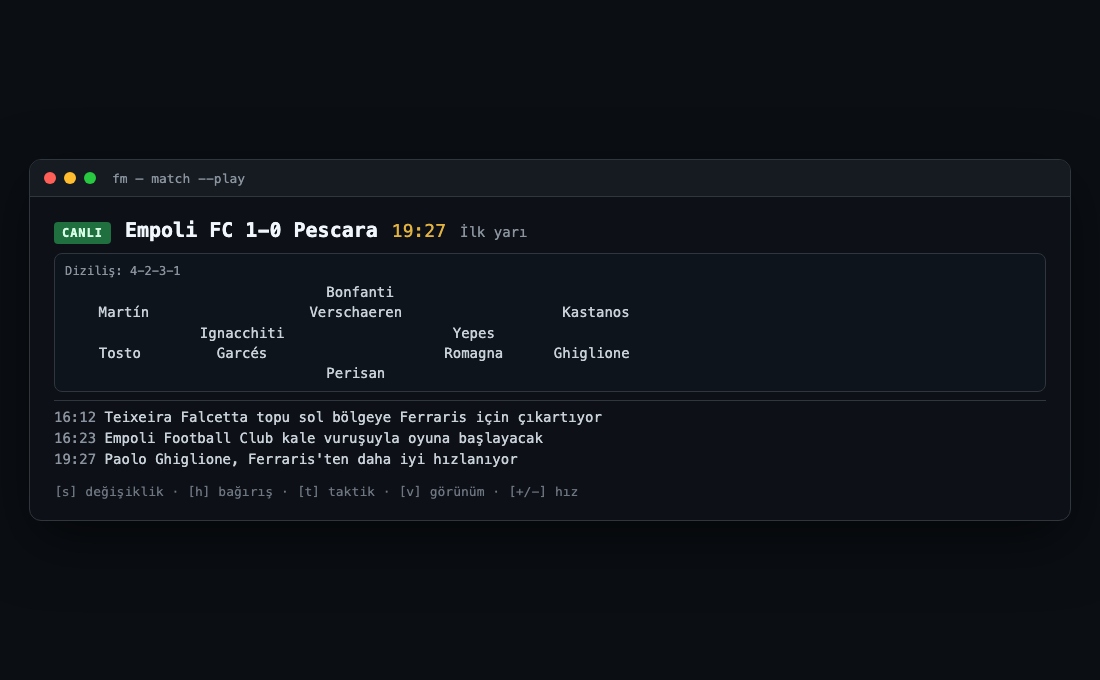 fm — match --play
CANLI Empoli FC 1-0 Pescara 19:27 İlk yarı
Diziliş: 4-2-3-1
Bonfanti
Martín Verschaeren Kastanos
Ignacchiti Yepes
Tosto Garcés Romagna Ghiglione
Perisan
16:12 Teixeira Falcetta topu sol bölgeye Ferraris için çıkartıyor
16:23 Empoli Football Club kale vuruşuyla oyuna başlayacak
19:27 Paolo Ghiglione, Ferraris'ten daha iyi hızlanıyor
[s] değişiklik · [h] bağırış · [t] taktik · [v] görünüm · [+/-] hız